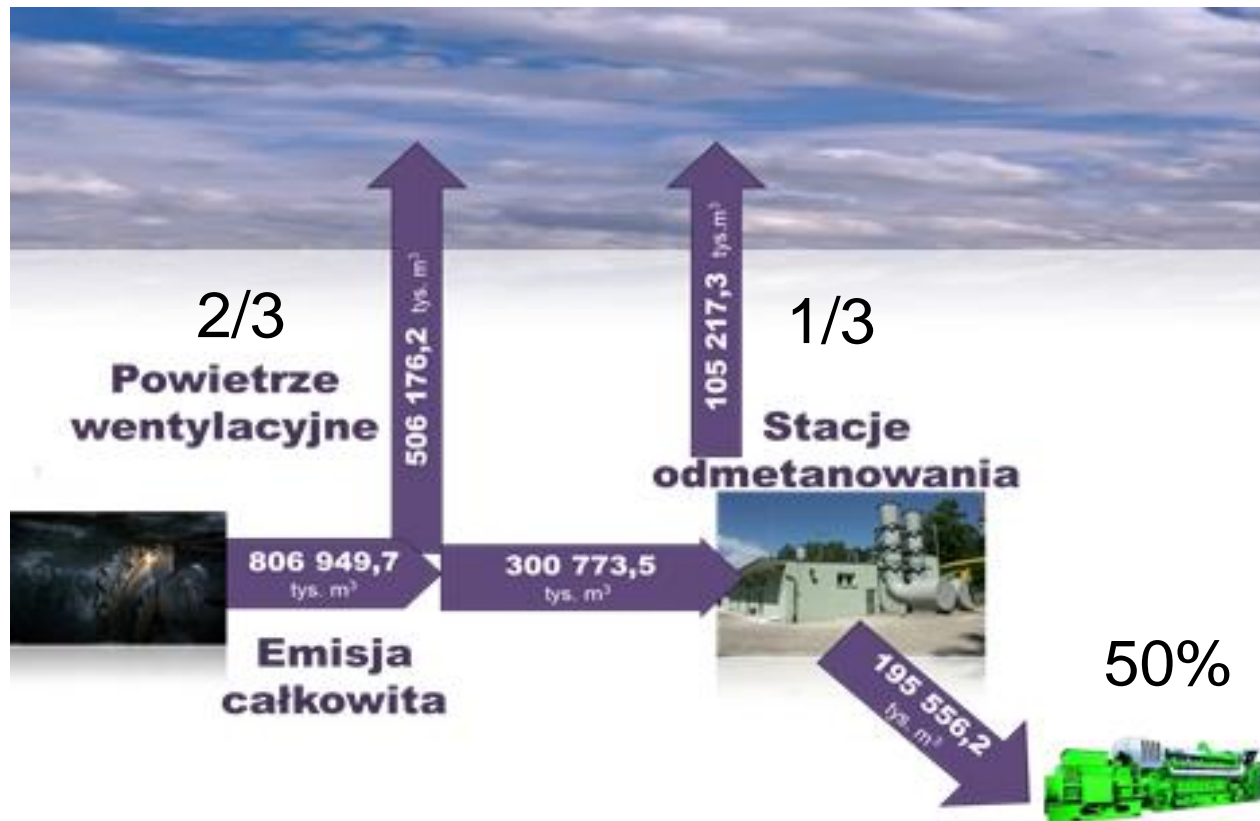 2/3
Powietrze
wentylacyjne
506 176,2 tys. m³
105 217,3 tys.m³
1/3
Stacje
odmetanowania
806 949,7
tys. m³
300 773,5
tys. m³
Emisja
całkowita
195 556,2
tys. m³
50%